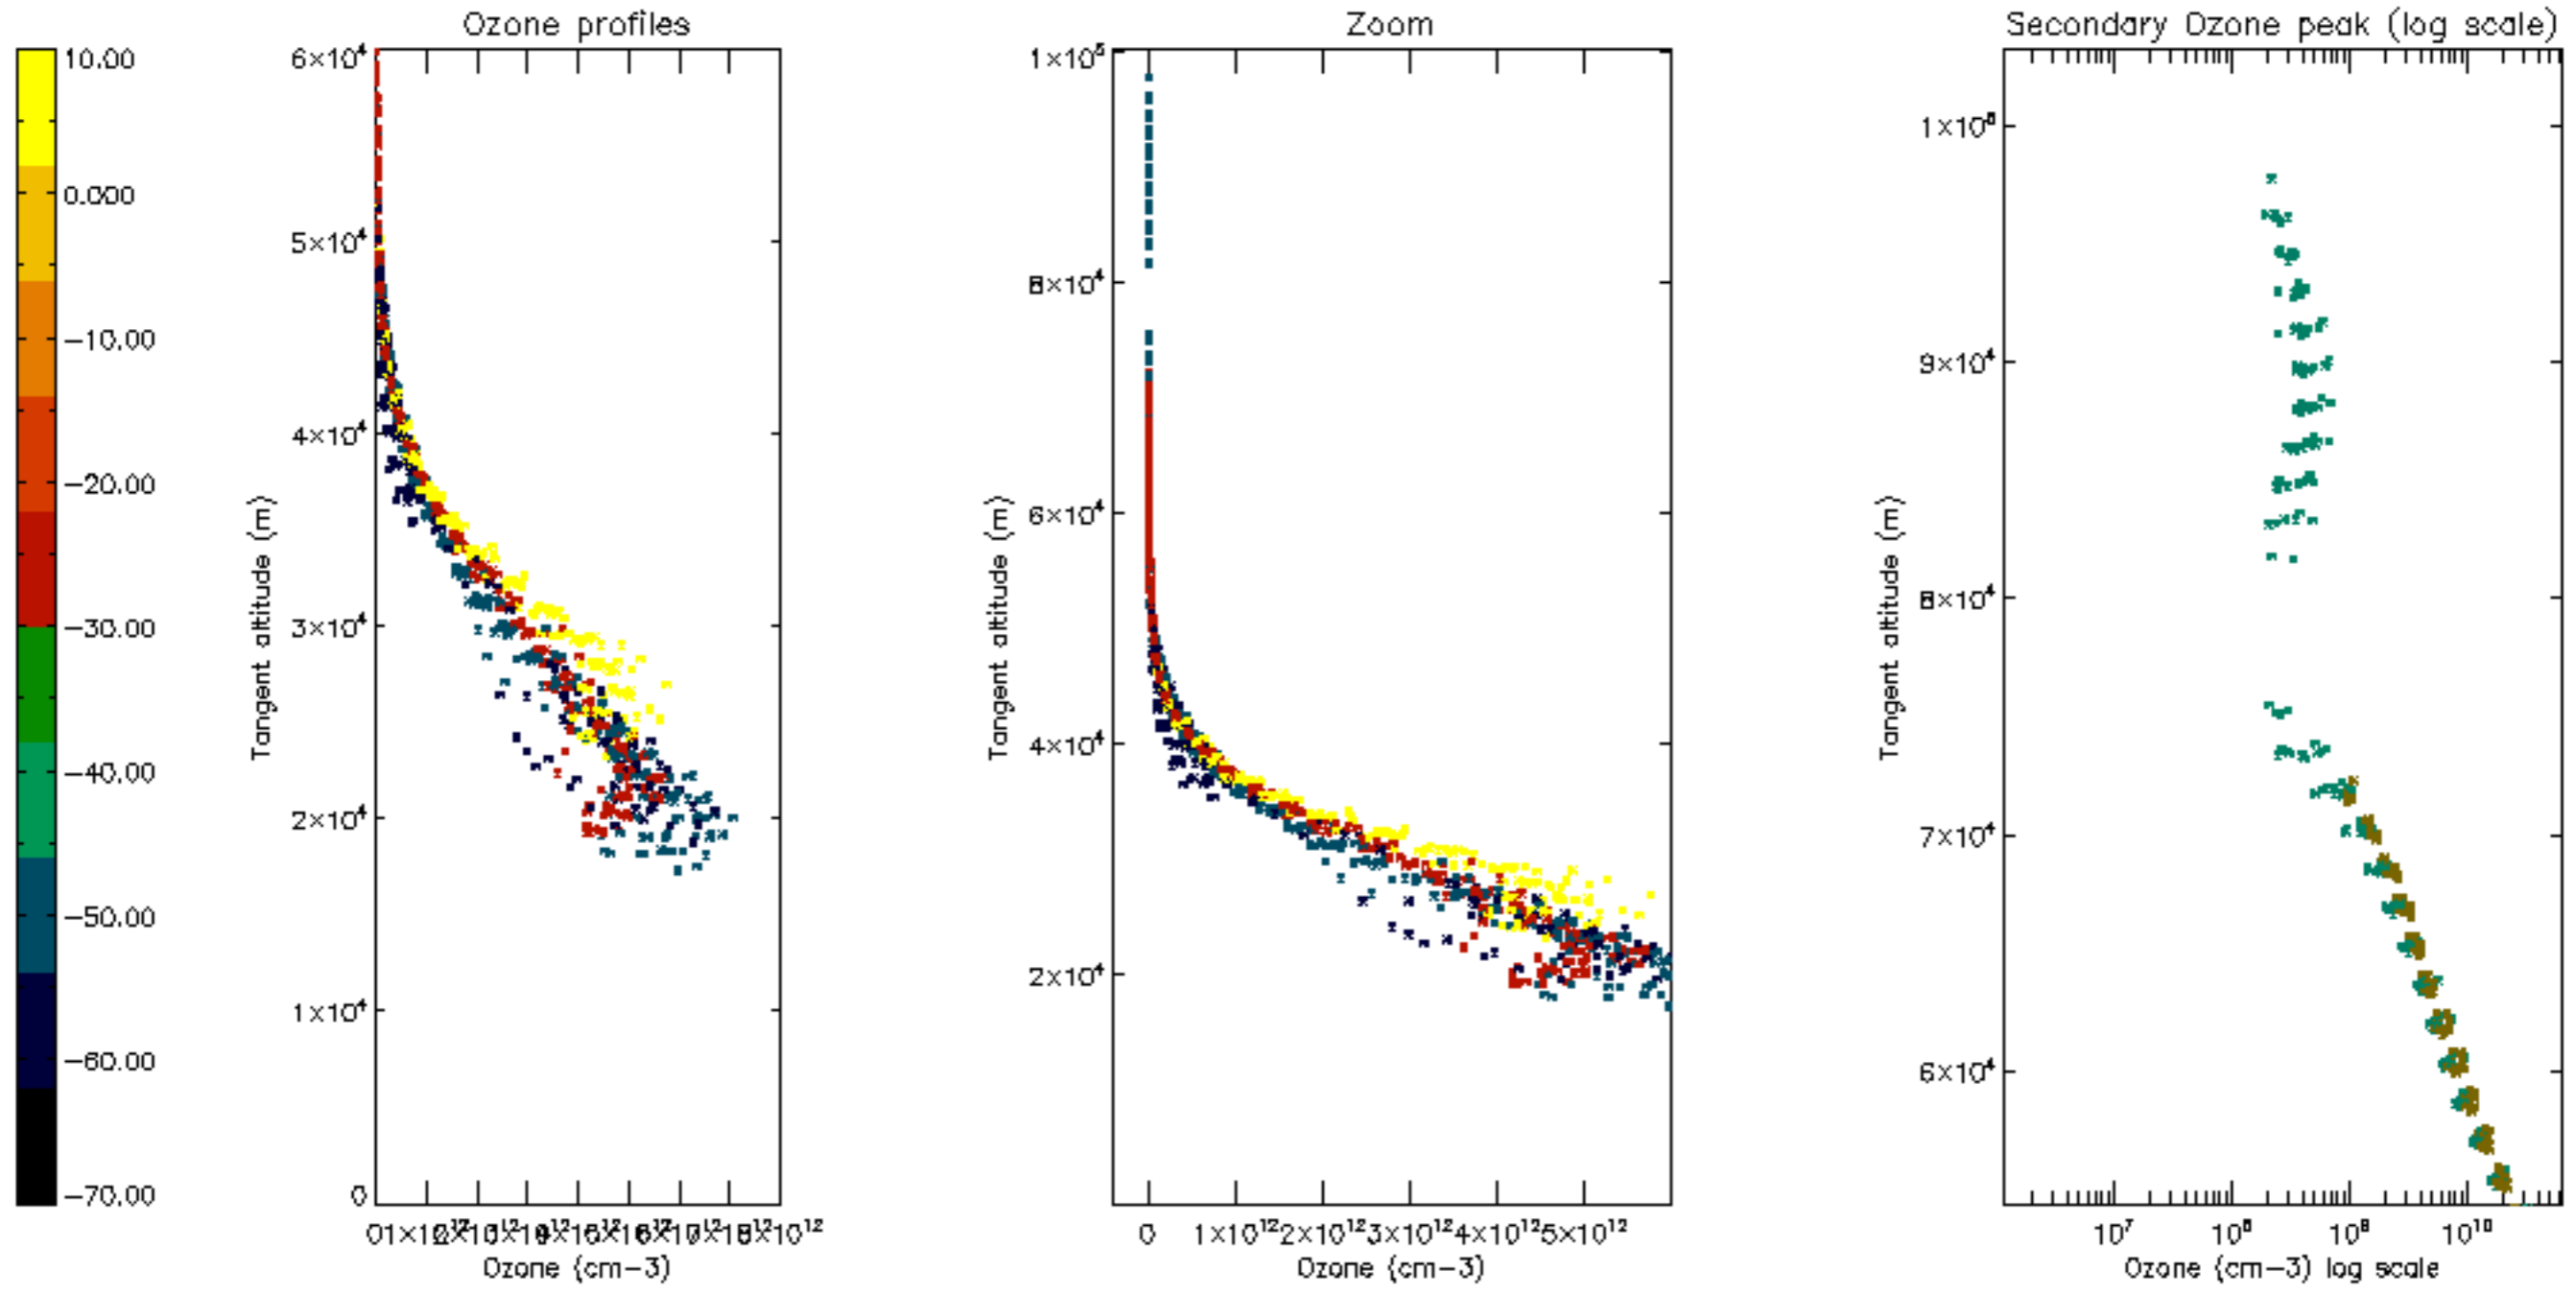 Ozone profiles
Zoom
Secondary Ozone peak (log scale)
10.00
0.00
−10.00
−20.00
−30.00
−40.00
−50.00
−60.00
−70.00
Tangent altitude (m)
6×10⁴
5×10⁴
4×10⁴
3×10⁴
2×10⁴
1×10⁴
0
Ozone (cm−3)
Tangent altitude (m)
1×10⁵
8×10⁴
6×10⁴
4×10⁴
2×10⁴
0 1×10¹² 2×10¹² 3×10¹² 4×10¹² 5×10¹²
Ozone (cm−3)
Tangent altitude (m)
1×10⁵
9×10⁴
8×10⁴
7×10⁴
6×10⁴
10⁷ 10⁸ 10⁹ 10¹⁰
Ozone (cm−3) log scale